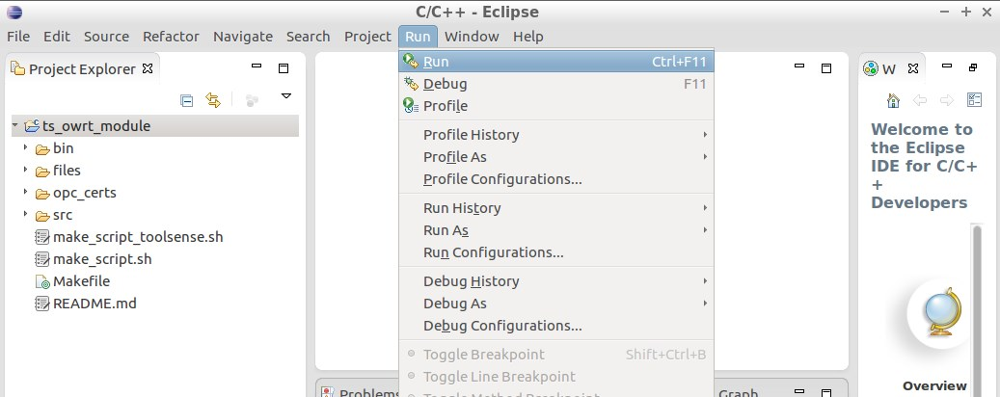 C/C++ - Eclipse
File Edit Source Refactor Navigate Search Project Run Window Help
Project Explorer
ts_owrt_module
bin
files
opc_certs
src
make_script_toolsense.sh
make_script.sh
Makefile
README.md
Run Ctrl+F11
Debug F11
Profile
Profile History
Profile As
Profile Configurations...
Run History
Run As
Run Configurations...
Debug History
Debug As
Debug Configurations...
Toggle Breakpoint Shift+Ctrl+B
Toggle Line Breakpoint
Toggle Method Breakpoint
Problems
Graph
W
Welcome to
the Eclipse
IDE for C/C+
+
Developers
Overview